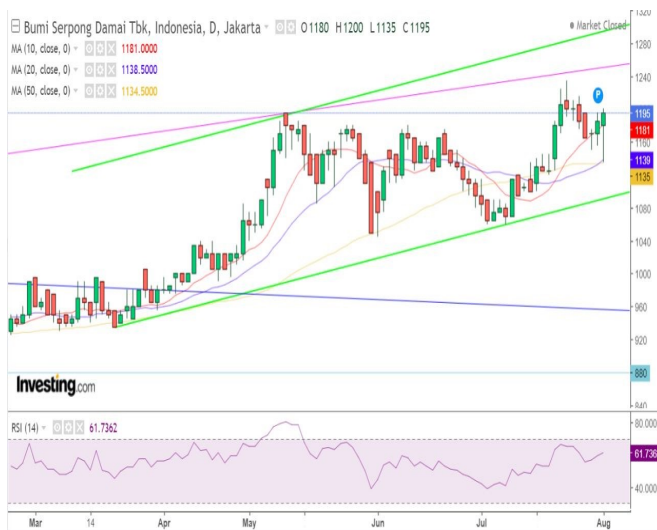 Bumi Serpong Damai Tbk, Indonesia, D, Jakarta O1180 H1200 L1135 C1195
Market Closed
MA (10, close, 0) 1181.0000
MA (20, close, 0) 1138.5000
MA (50, close, 0) 1134.5000
1320
1280
1240
P
1195
1181
1160
1139
1135
1080
1040
1000
960
920
880
840
Investing.com
RSI (14) 61.7362
80.000
61.736
40.000
Mar 14 Apr May Jun Jul Aug